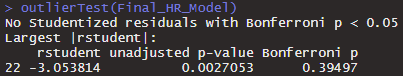 > outlierTest(Final_HR_Model)
No Studentized residuals with Bonferroni p < 0.05
Largest |rstudent|:
    rstudent unadjusted p-value Bonferroni p
22 -3.053814          0.0027053      0.39497